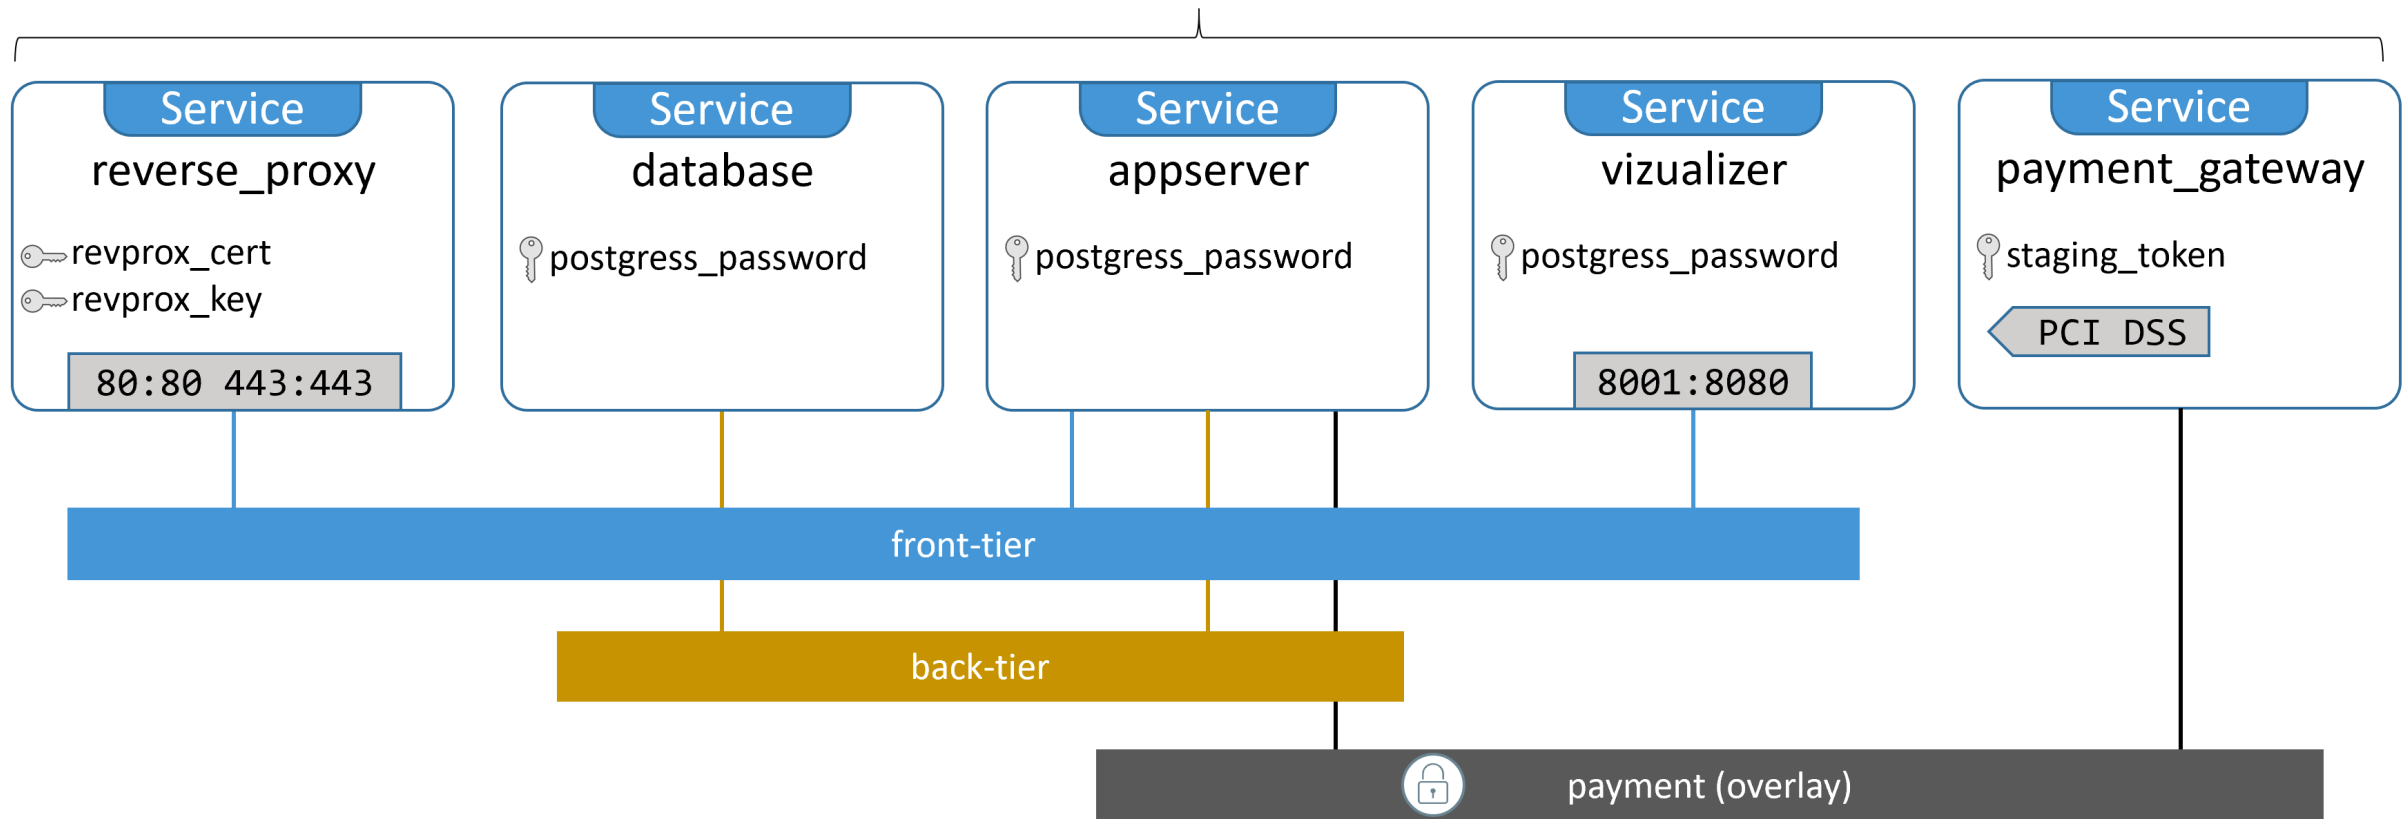 Service
reverse_proxy
revprox_cert
revprox_key
80:80 443:443
Service
database
postgress_password
Service
appserver
postgress_password
Service
vizualizer
postgress_password
8001:8080
Service
payment_gateway
staging_token
PCI DSS
front-tier
back-tier
payment (overlay)